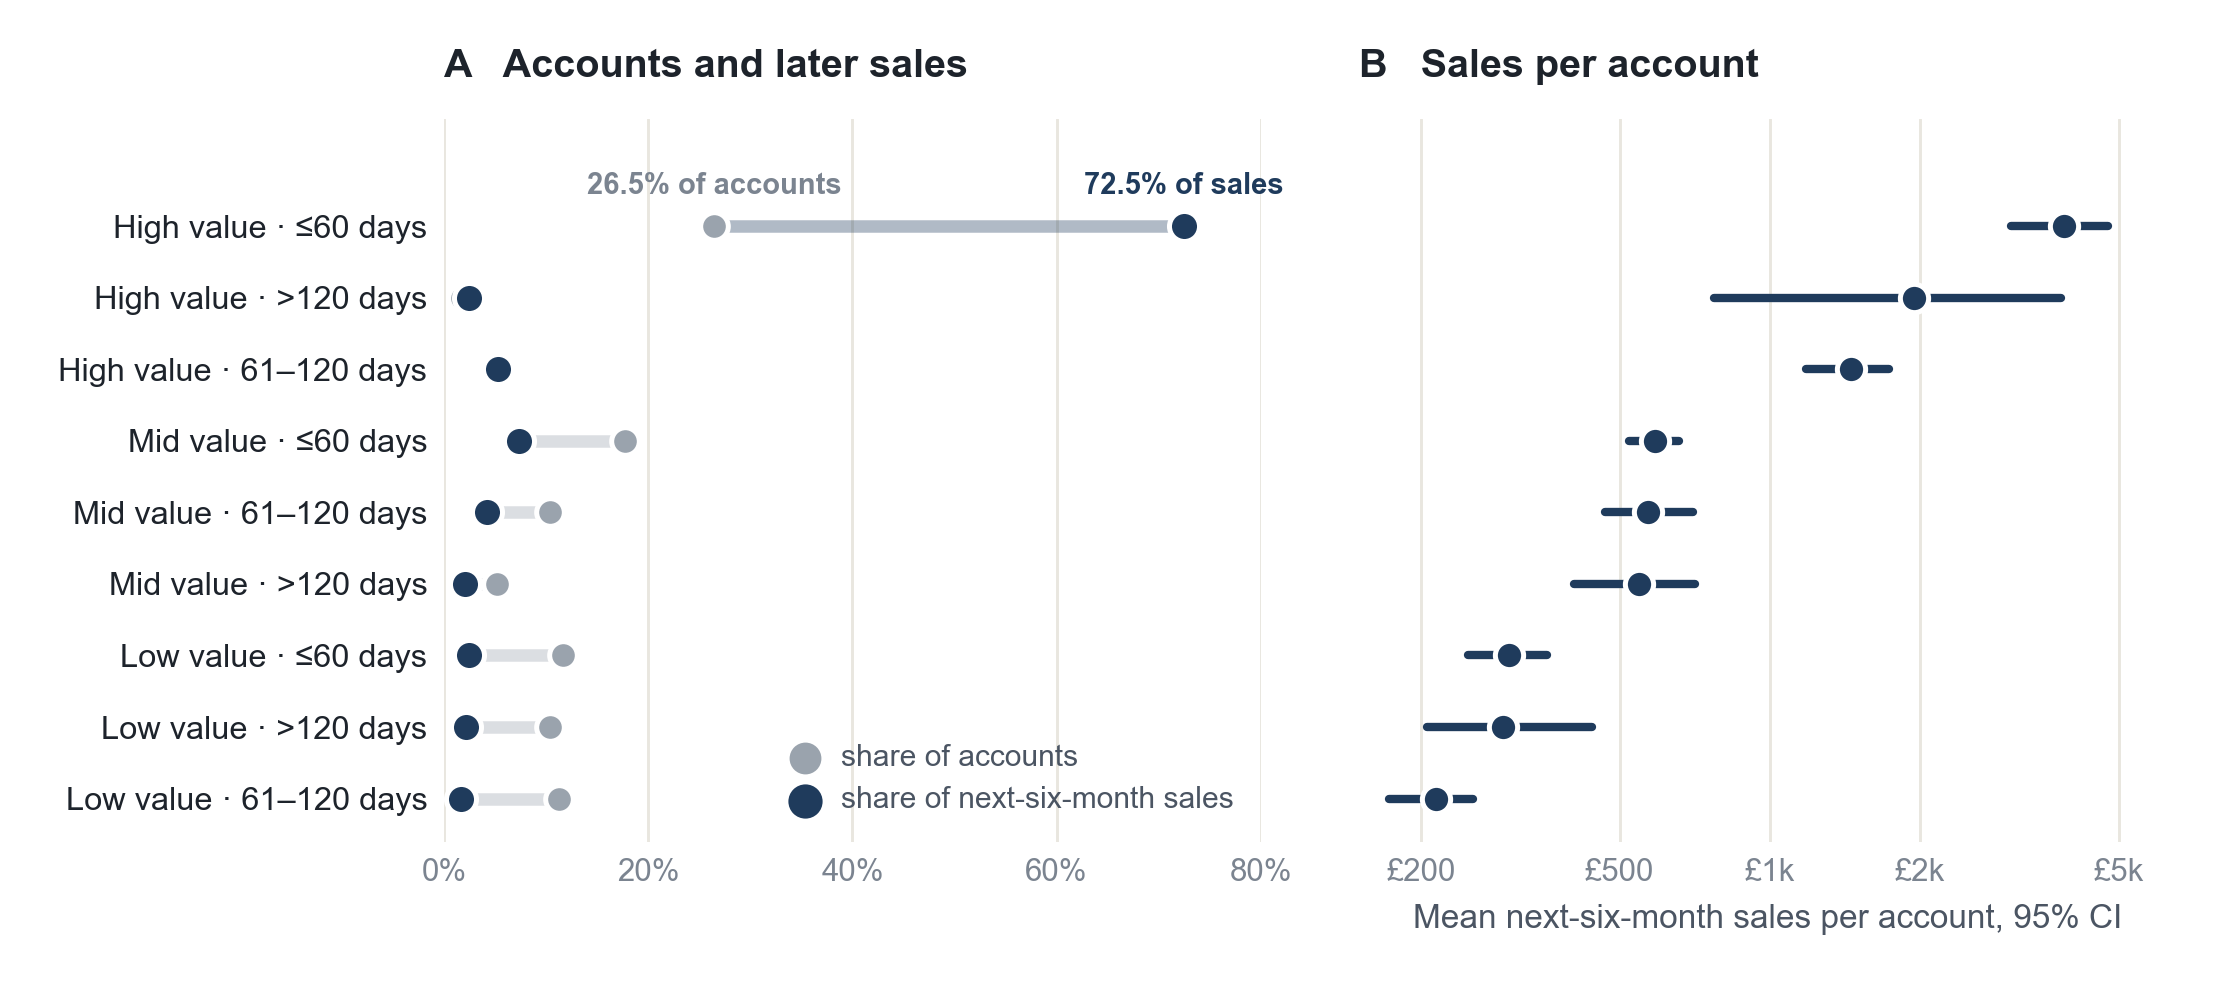 A Accounts and later sales
B Sales per account
26.5% of accounts
72.5% of sales
High value · ≤60 days
High value · >120 days
High value · 61–120 days
Mid value · ≤60 days
Mid value · 61–120 days
Mid value · >120 days
Low value · ≤60 days
Low value · >120 days
Low value · 61–120 days
share of accounts
share of next-six-month sales
0% 20% 40% 60% 80%
£200 £500 £1k £2k £5k
Mean next-six-month sales per account, 95% CI